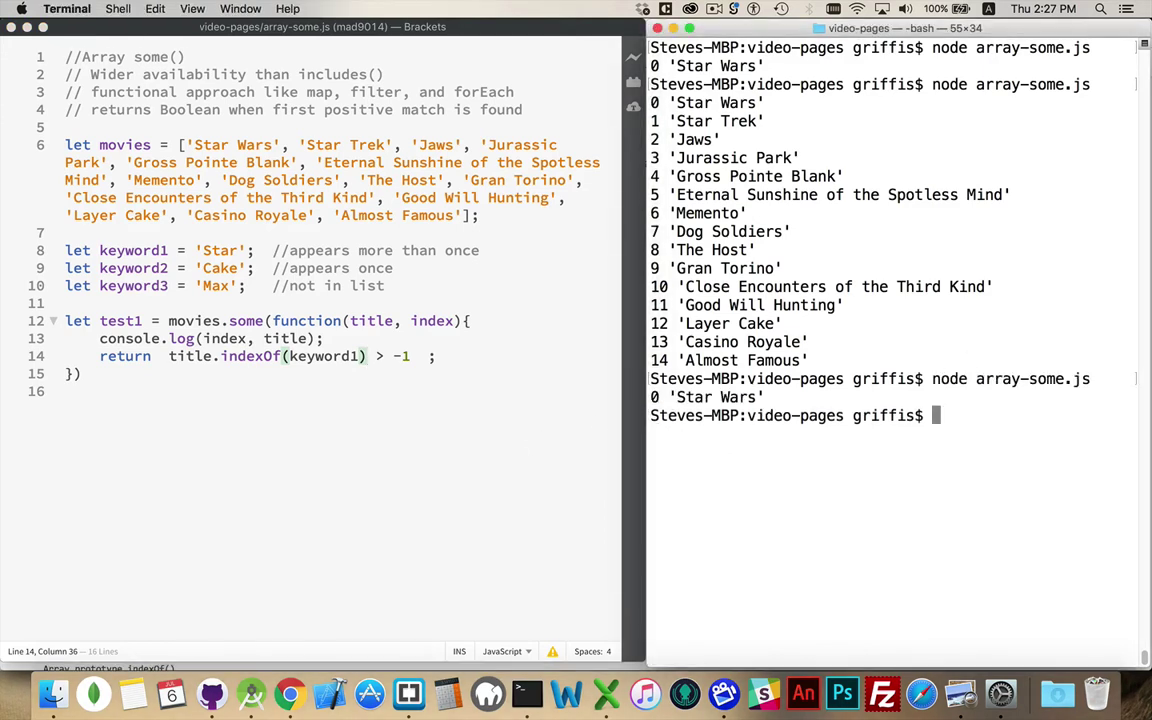 Terminal Shell Edit View Window Help 100% Thu 2:27 PM
video-pages/array-some.js (mad9014) — Brackets
1 //Array some()
2 // Wider availability than includes()
3 // functional approach like map, filter, and forEach
4 // returns Boolean when first positive match is found
5
6 let movies = ['Star Wars', 'Star Trek', 'Jaws', 'Jurassic
Park', 'Gross Pointe Blank', 'Eternal Sunshine of the Spotless
Mind', 'Memento', 'Dog Soldiers', 'The Host', 'Gran Torino',
'Close Encounters of the Third Kind', 'Good Will Hunting',
'Layer Cake', 'Casino Royale', 'Almost Famous'];
7
8 let keyword1 = 'Star'; //appears more than once
9 let keyword2 = 'Cake'; //appears once
10 let keyword3 = 'Max'; //not in list
11
12 let test1 = movies.some(function(title, index){
13 console.log(index, title);
14 return title.indexOf(keyword1) > -1 ;
15 })
16
Line 14, Column 36 — 16 Lines
INS JavaScript Spaces: 4
Array.prototype.indexOf()
video-pages — -bash — 55×34
Steves-MBP:video-pages griffis$ node array-some.js
0 'Star Wars'
Steves-MBP:video-pages griffis$ node array-some.js
0 'Star Wars'
1 'Star Trek'
2 'Jaws'
3 'Jurassic Park'
4 'Gross Pointe Blank'
5 'Eternal Sunshine of the Spotless Mind'
6 'Memento'
7 'Dog Soldiers'
8 'The Host'
9 'Gran Torino'
10 'Close Encounters of the Third Kind'
11 'Good Will Hunting'
12 'Layer Cake'
13 'Casino Royale'
14 'Almost Famous'
Steves-MBP:video-pages griffis$ node array-some.js
0 'Star Wars'
Steves-MBP:video-pages griffis$
6
An
Ps